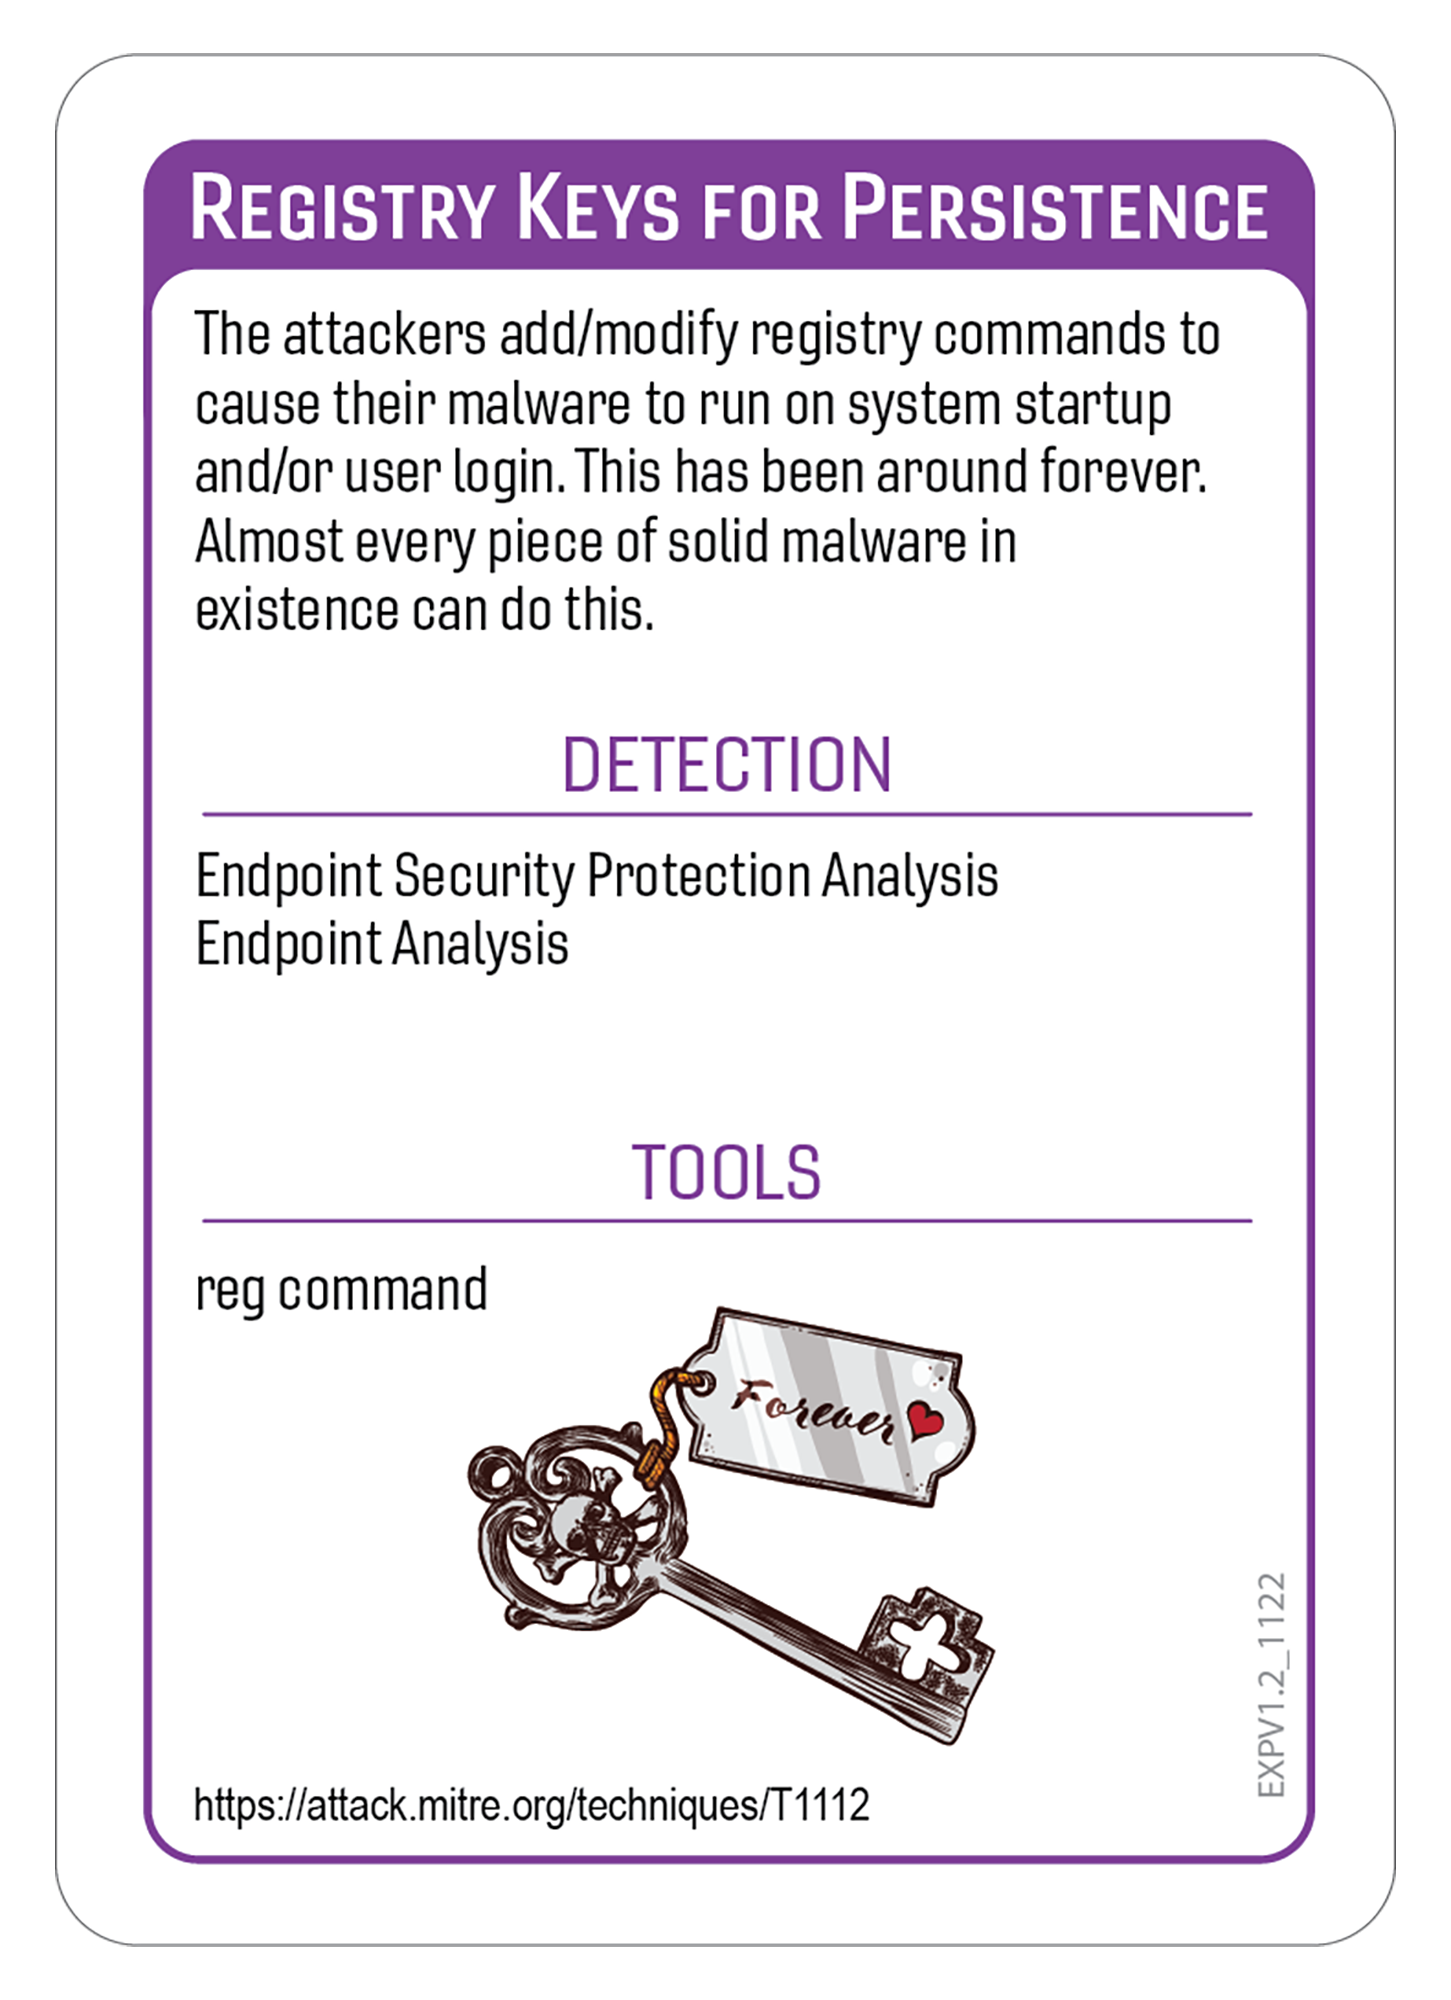 REGISTRY KEYS FOR PERSISTENCE
The attackers add/modify registry commands to
cause their malware to run on system startup
and/or user login. This has been around forever.
Almost every piece of solid malware in
existence can do this.
DETECTION
Endpoint Security Protection Analysis
Endpoint Analysis
TOOLS
reg command
Forever
https://attack.mitre.org/techniques/T1112
EXPV1.2_1122